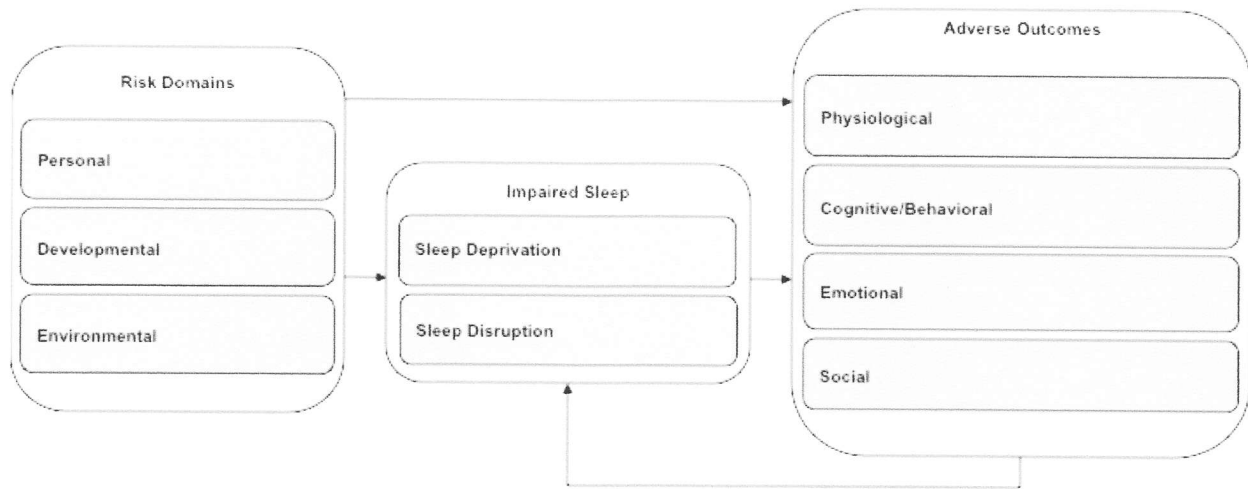 Risk Domains
Personal
Developmental
Environmental
Impaired Sleep
Sleep Deprivation
Sleep Disruption
Adverse Outcomes
Physiological
Cognitive/Behavioral
Emotional
Social